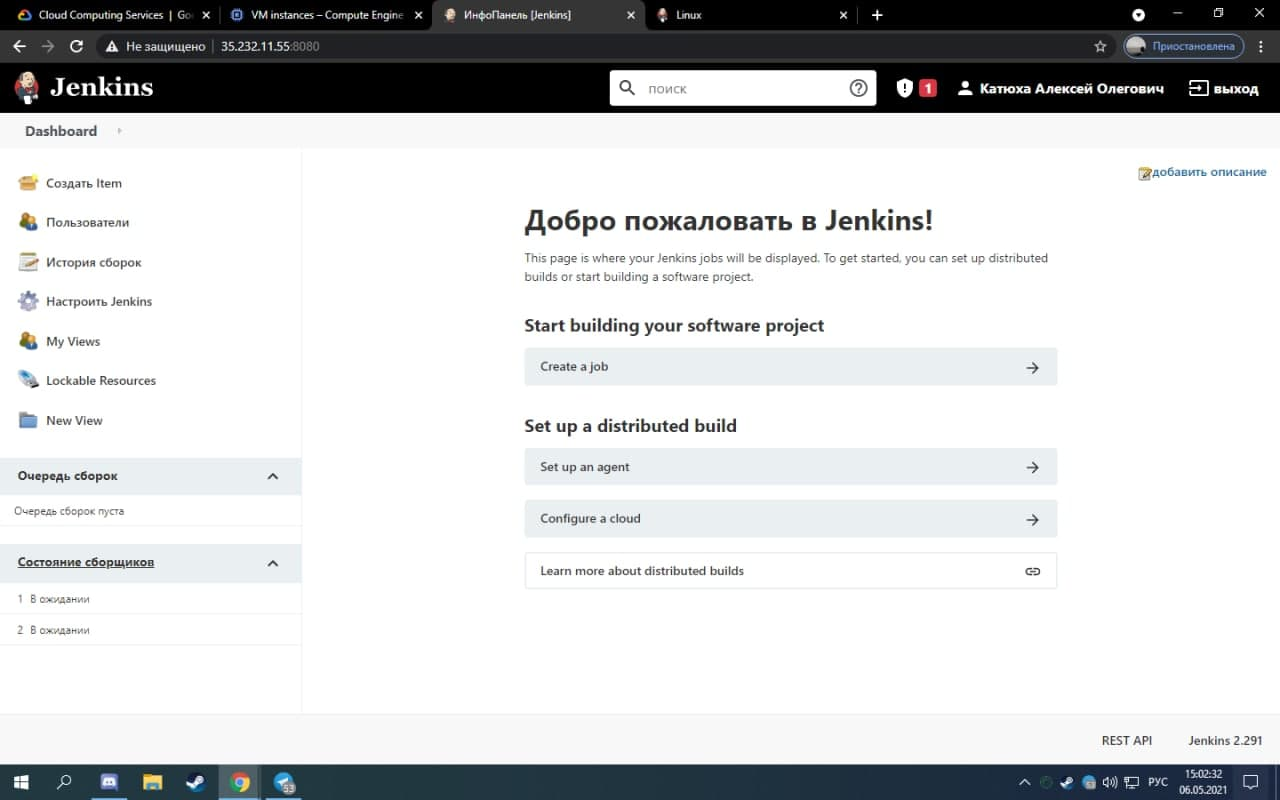 Cloud Computing Services | Go
VM instances – Compute Engine
ИнфоПанель [Jenkins]
Linux
Не защищено
35.232.11.55:8080
Приостановлена
Jenkins
поиск
1
Катюха Алексей Олегович
выход
Dashboard
добавить описание
Создать Item
Пользователи
История сборок
Настроить Jenkins
My Views
Lockable Resources
New View
Очередь сборок
Очередь сборок пуста
Состояние сборщиков
1 В ожидании
2 В ожидании
Добро пожаловать в Jenkins!
This page is where your Jenkins jobs will be displayed. To get started, you can set up distributed
builds or start building a software project.
Start building your software project
Create a job
Set up a distributed build
Set up an agent
Configure a cloud
Learn more about distributed builds
REST API
Jenkins 2.291
53
РУС
15:02:32
06.05.2021